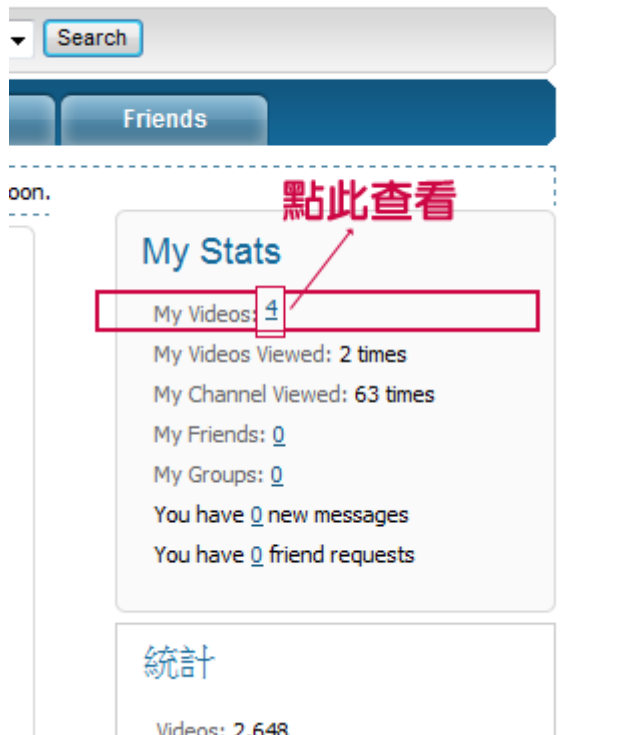 Search
Friends
oon.
點此查看
My Stats
My Videos: 4
My Videos Viewed: 2 times
My Channel Viewed: 63 times
My Friends: 0
My Groups: 0
You have 0 new messages
You have 0 friend requests
統計
Videos: 2,648